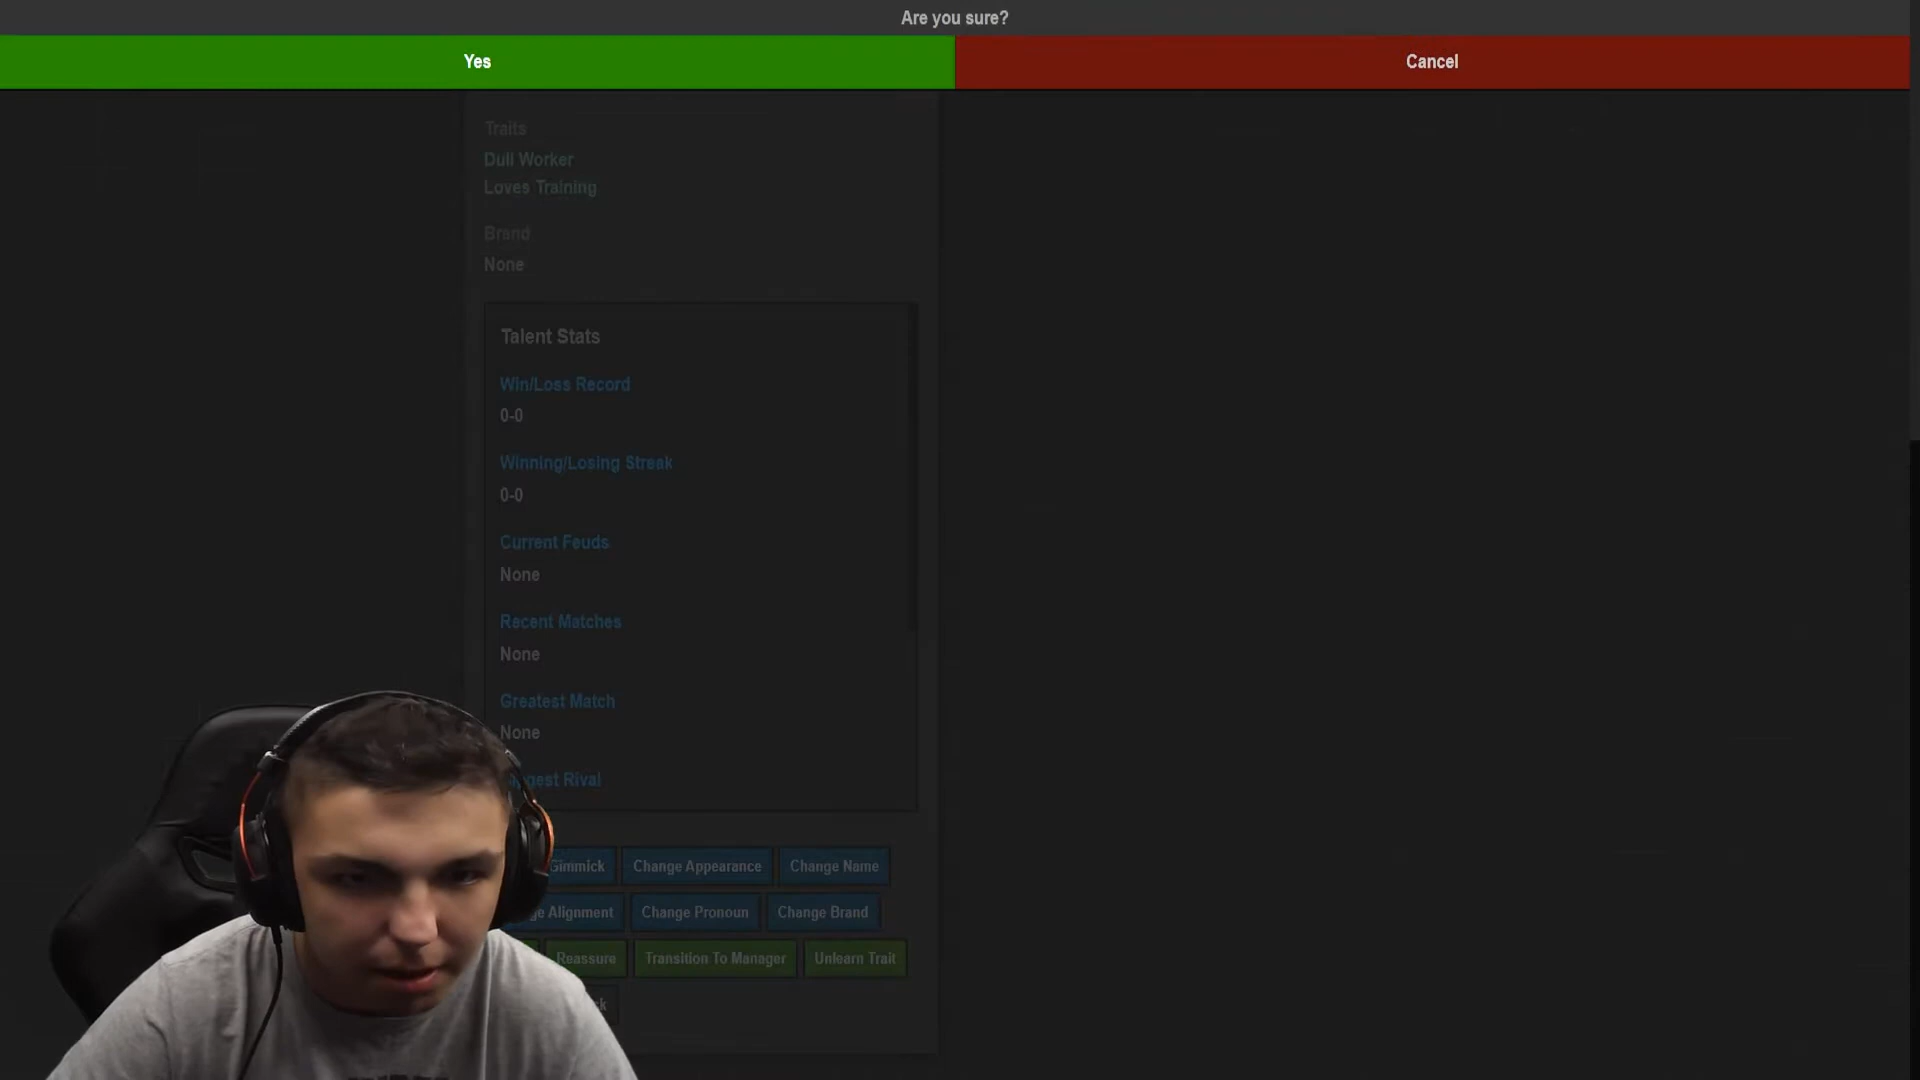 Are you sure?
Yes
Cancel
Traits
Dull Worker
Loves Training
Brand
None
Talent Stats
Win/Loss Record
0-0
Winning/Losing Streak
0-0
Current Feuds
None
Recent Matches
None
Greatest Match
None
Rival
Gimmick
Change Appearance
Change Name
Alignment
Change Pronoun
Change Brand
Reassure
Transition To Manager
Unlearn Trait